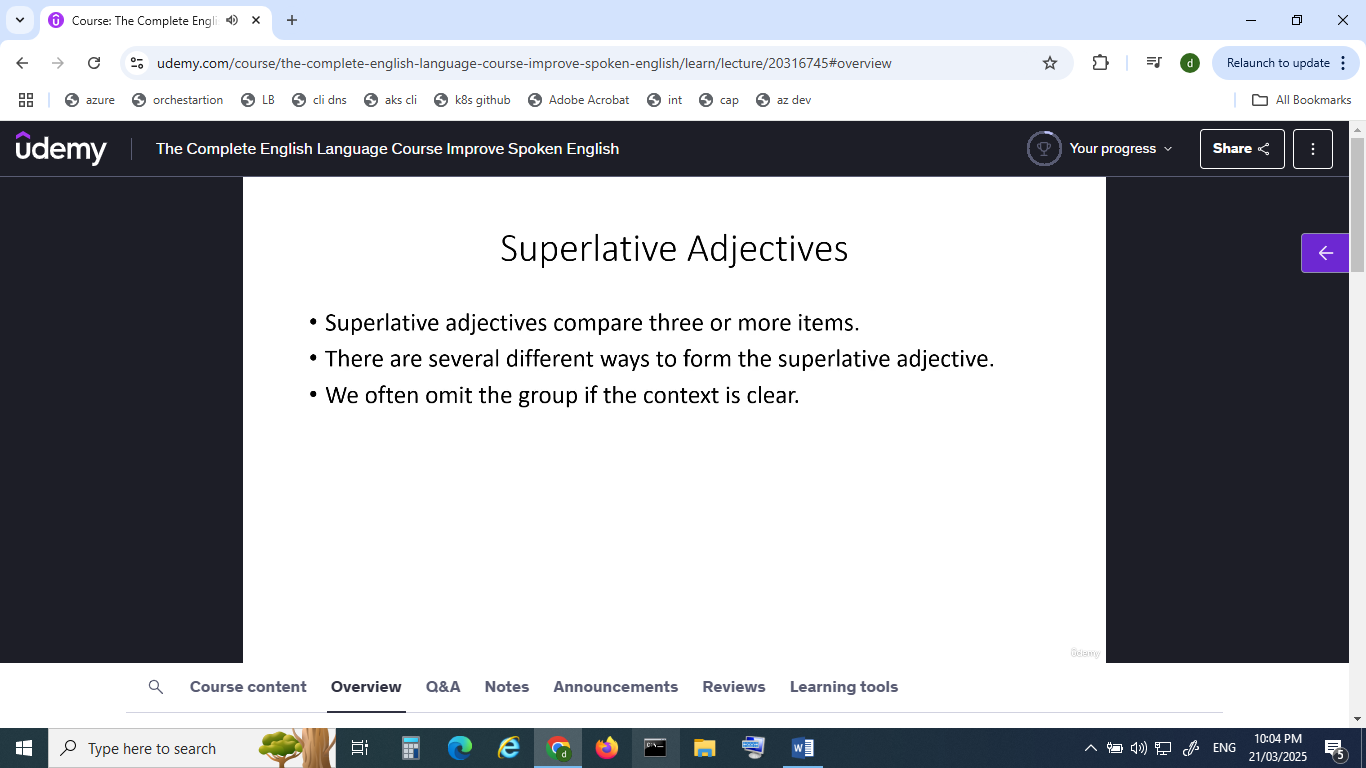 Course: The Complete Engli
udemy.com/course/the-complete-english-language-course-improve-spoken-english/learn/lecture/20316745#overview
d
Relaunch to update
azure
orchestartion
LB
cli dns
aks cli
k8s github
Adobe Acrobat
int
cap
az dev
All Bookmarks
udemy
The Complete English Language Course Improve Spoken English
Your progress
Share
Superlative Adjectives
• Superlative adjectives compare three or more items.
• There are several different ways to form the superlative adjective.
• We often omit the group if the context is clear.
udemy
Course content
Overview
Q&A
Notes
Announcements
Reviews
Learning tools
Type here to search
ENG
10:04 PM
21/03/2025
5